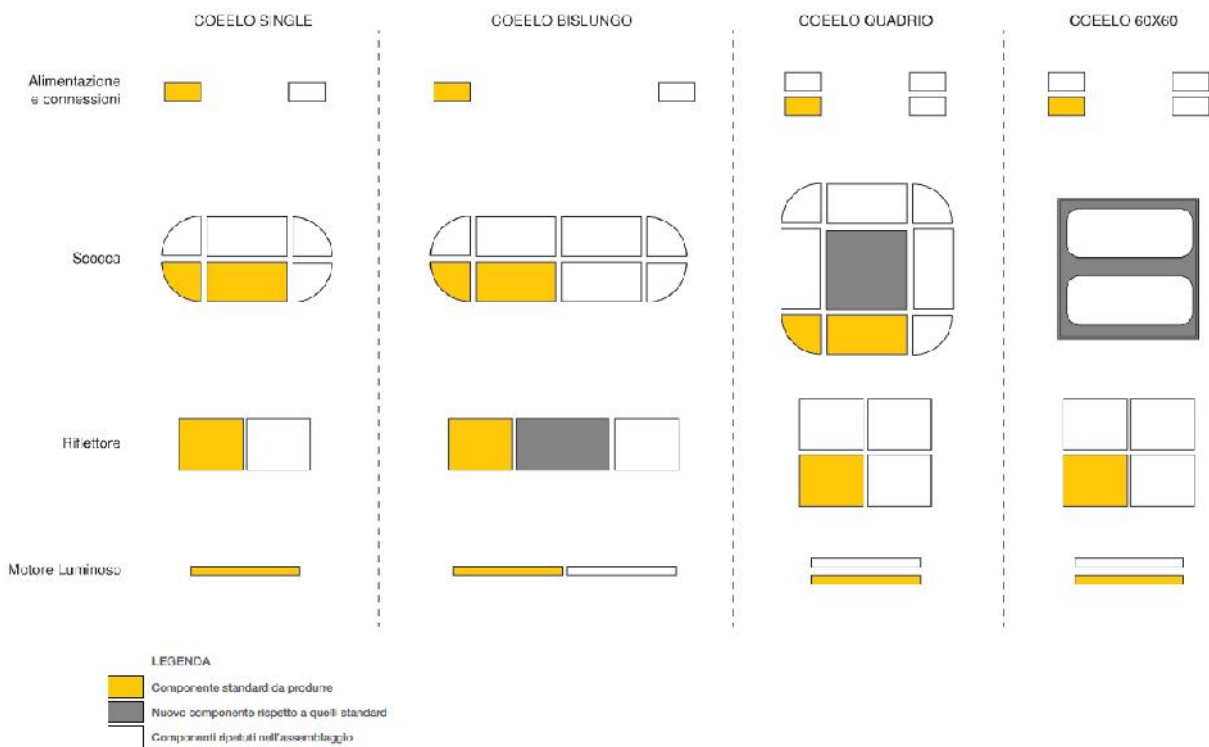 COEELO SINGLE
COEELO BISLUNGO
COEELO QUADRIO
COEELO 60X60
Alimentazione
e connessioni
Scocca
Riflettore
Motore Luminoso
LEGENDA
Componente standard da produrre
Nuovo componente rispetto a quelli standard
Componenti ripetuti nell'assemblaggio